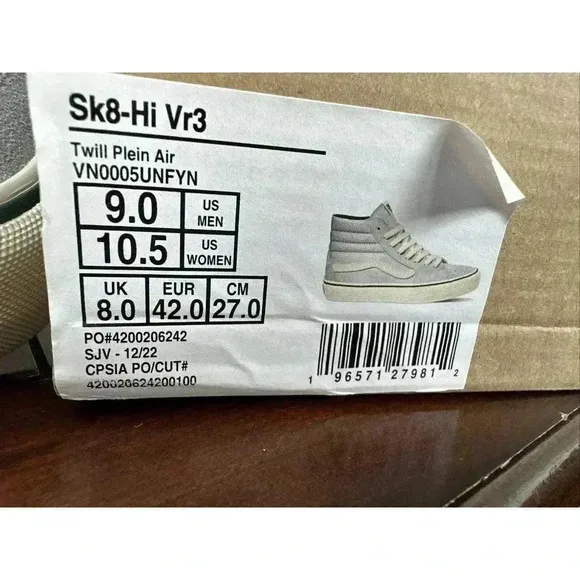 Sk8-Hi Vr3
Twill Plein Air
VN0005UNFYN
9.0 US MEN
10.5 US WOMEN
UK EUR CM
8.0 42.0 27.0
PO#4200206242
SJV - 12/22
CPSIA PO/CUT#
420020624200100
1 96571 27981 2